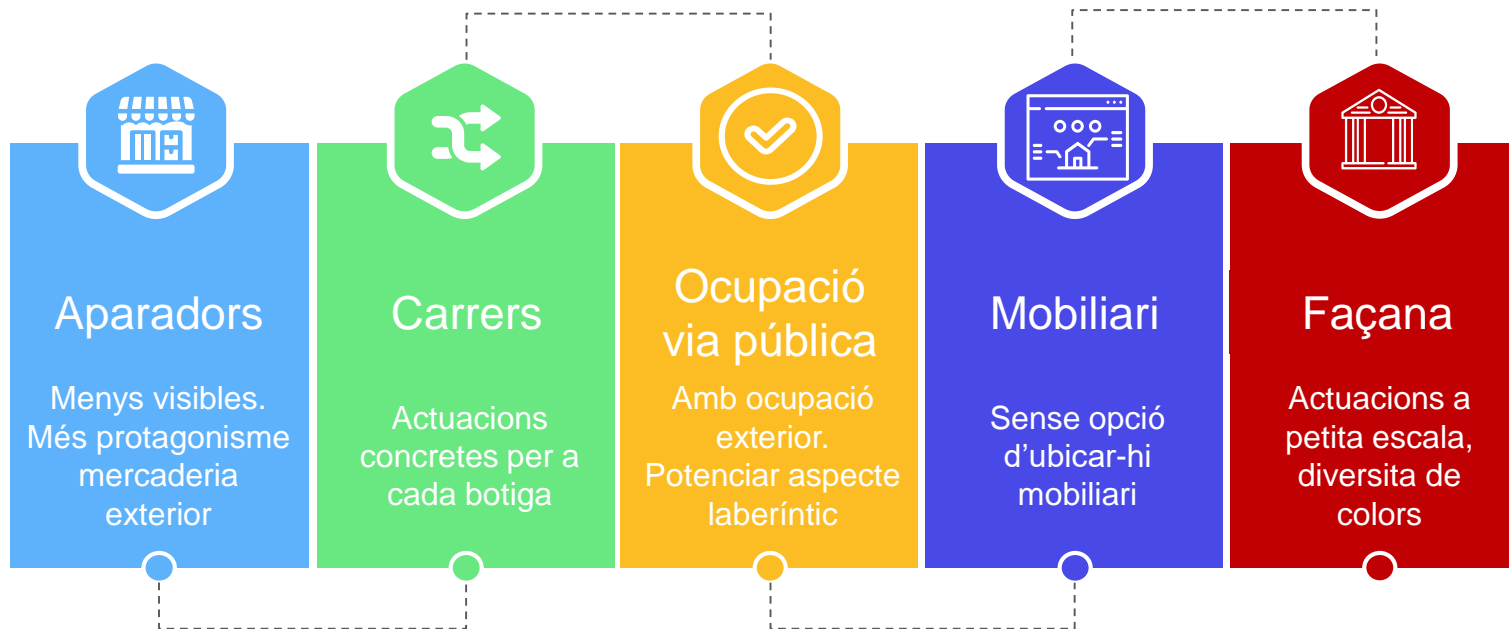 Aparadors
Menys visibles.
Més protagonisme
mercaderia
exterior
Carrers
Actuacions
concretes per a
cada botiga
Ocupació
via pública
Amb ocupació
exterior.
Potenciar aspecte
laberíntic
Mobiliari
Sense opció
d'ubicar-hi
mobiliari
Façana
Actuacions a
petita escala,
diversita de
colors